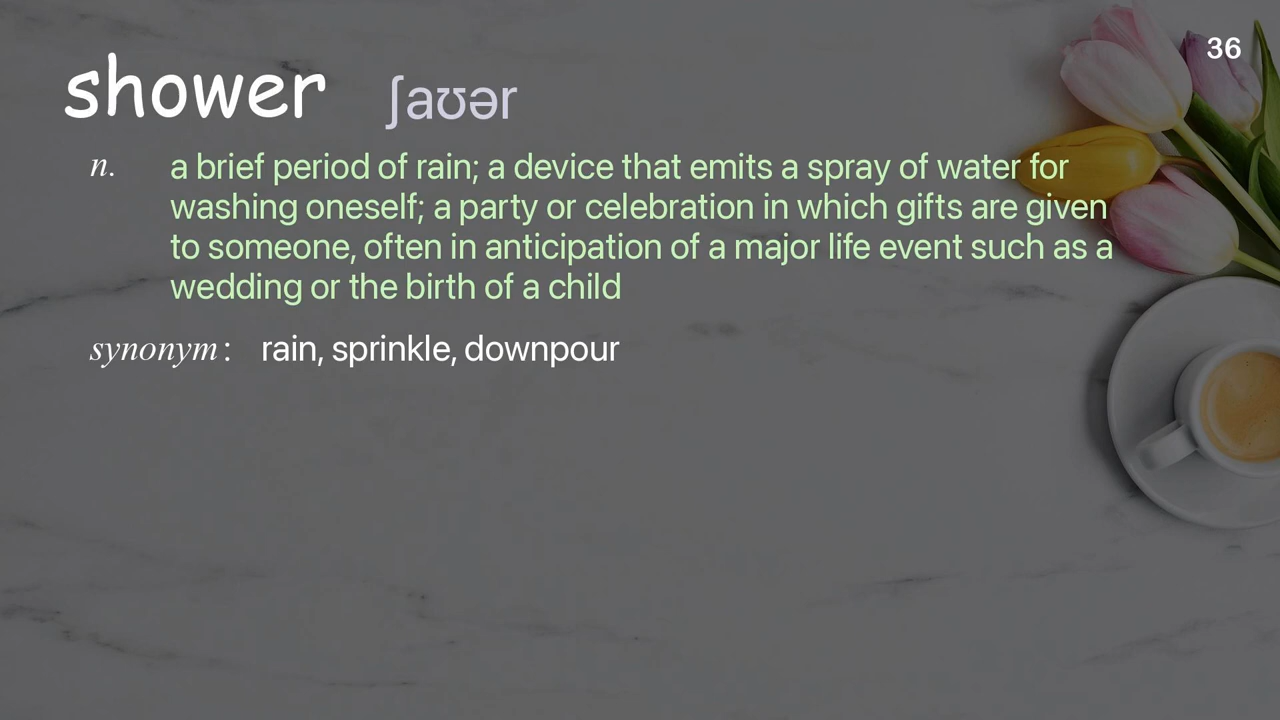 36
shower ʃaʊər
n. a brief period of rain; a device that emits a spray of water for
washing oneself; a party or celebration in which gifts are given
to someone, often in anticipation of a major life event such as a
wedding or the birth of a child
synonym : rain, sprinkle, downpour